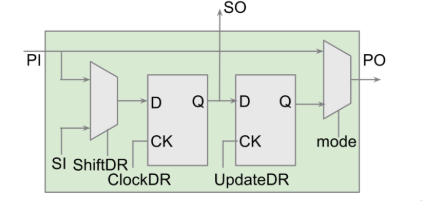 SO
PI
PO
D
Q
D
Q
CK
CK
mode
SI
ShiftDR
ClockDR
UpdateDR